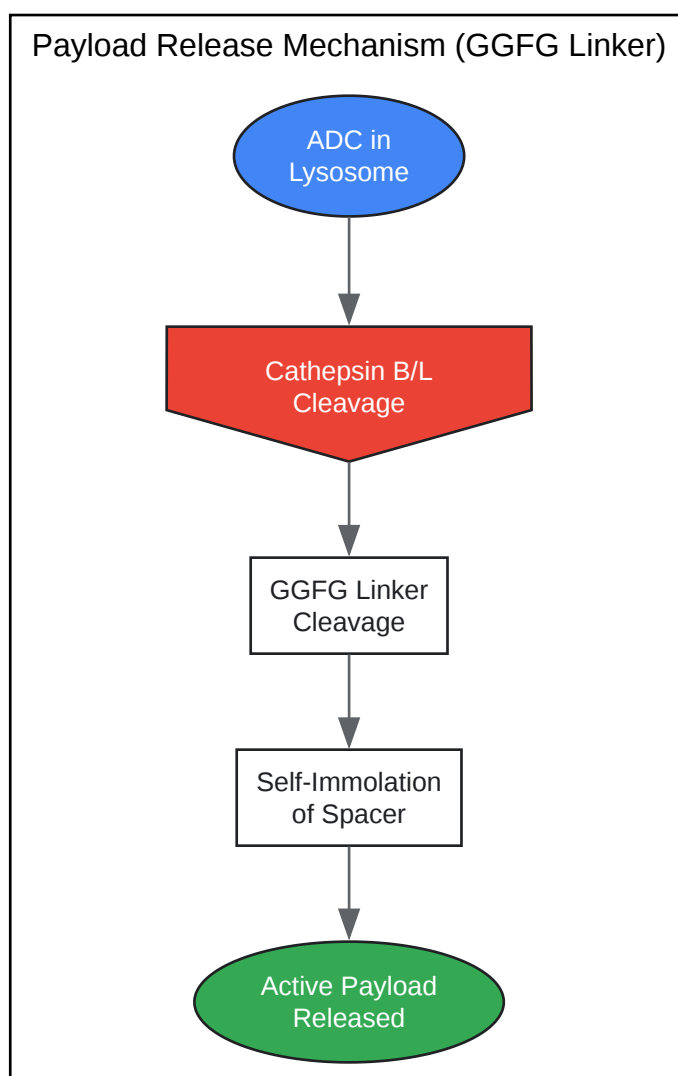 Payload Release Mechanism (GGFG Linker)
ADC in
Lysosome
Cathepsin B/L
Cleavage
GGFG Linker
Cleavage
Self-Immolation
of Spacer
Active Payload
Released